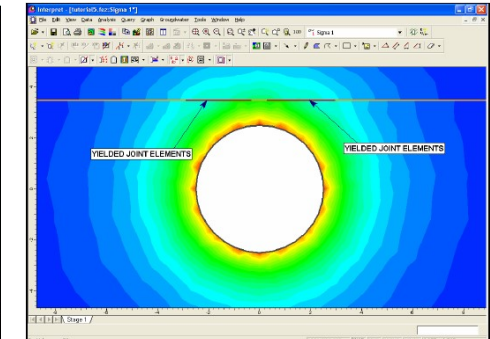 Interpret - [tutorial5.fez:Sigma 1*]
File Edit View Data Analysis Query Graph Groundwater Tools Window Help
Sigma 1
YIELDED JOINT ELEMENTS
YIELDED JOINT ELEMENTS
Stage 1